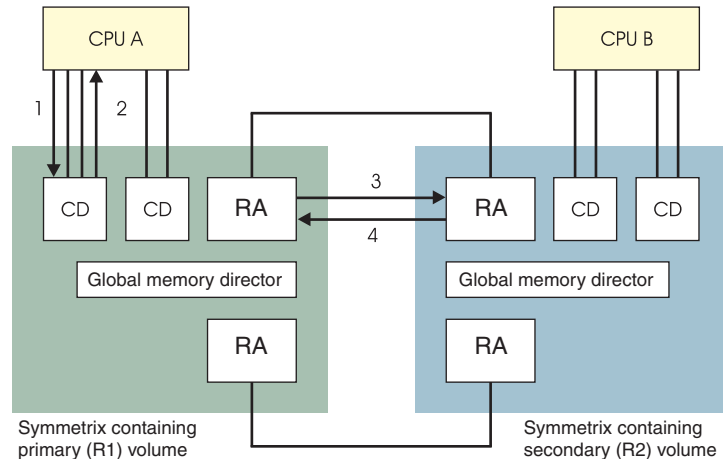 CPU A
CPU B
1
2
CD
CD
RA
3
4
RA
CD
CD
Global memory director
Global memory director
RA
RA
Symmetrix containing
primary (R1) volume
Symmetrix containing
secondary (R2) volume